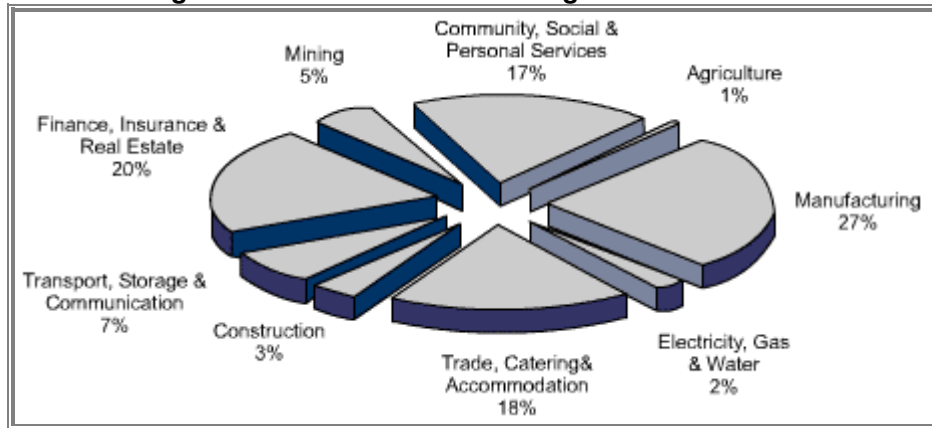 Community, Social &
Personal Services
17%
Mining
5%
Agriculture
1%
Finance, Insurance &
Real Estate
20%
Manufacturing
27%
Transport, Storage &
Communication
7%
Construction
3%
Trade, Catering&
Accommodation
18%
Electricity, Gas
& Water
2%